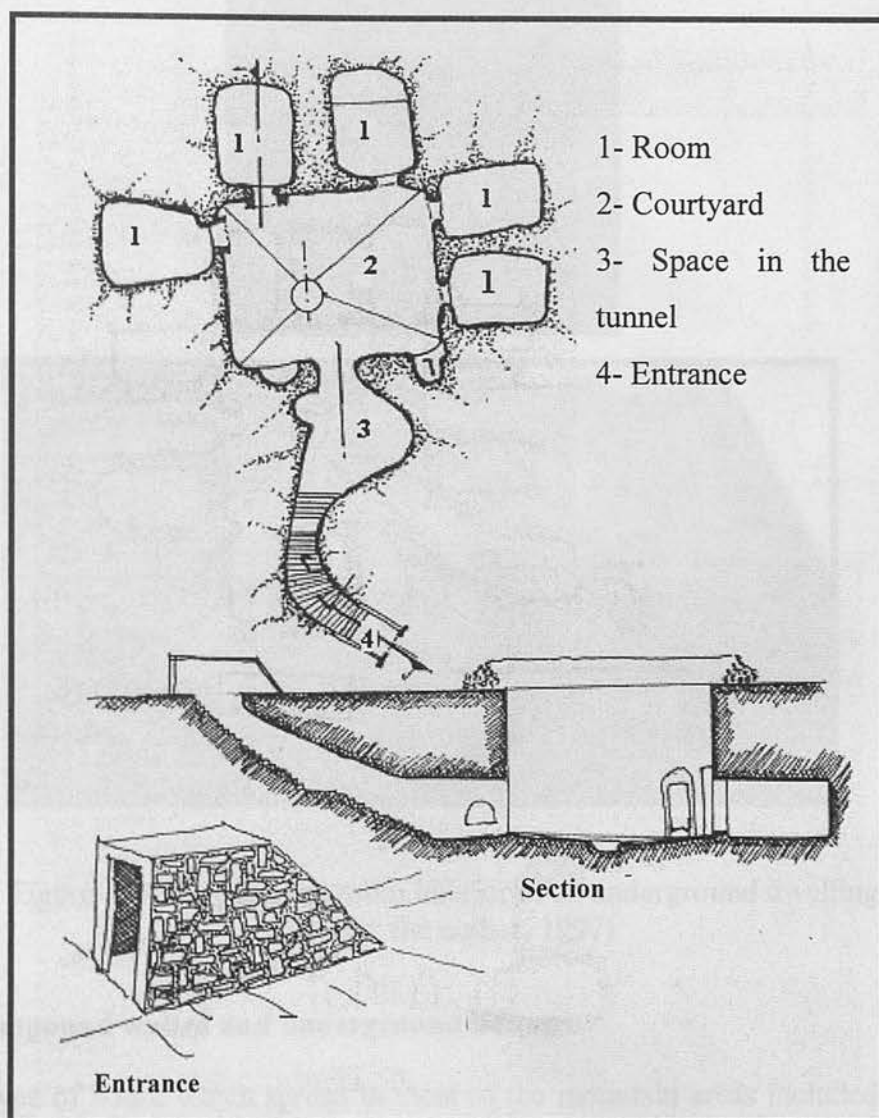 1
1
1
1
1
2
3
4
1- Room
2- Courtyard
3- Space in the
tunnel
4- Entrance
Section
Entrance